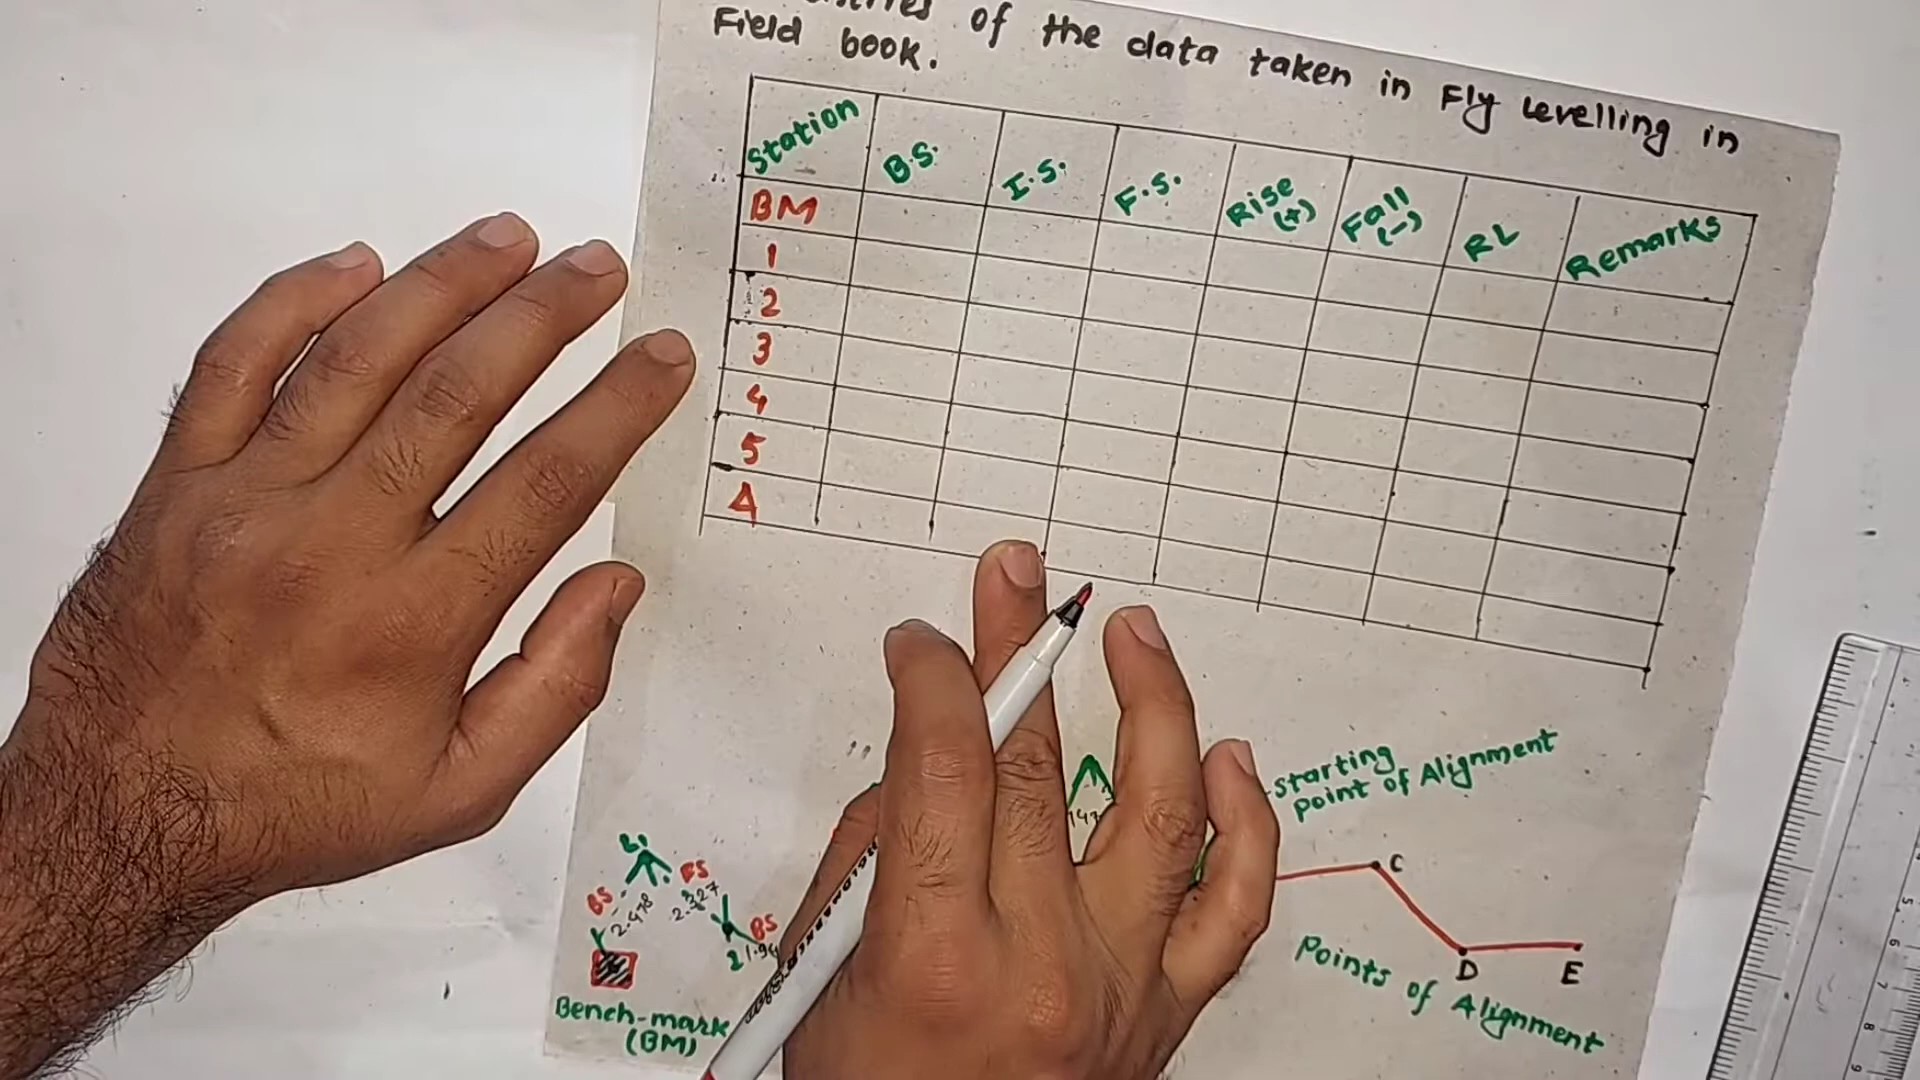 of the data taken in Fly Levelling in
Field book.
Station B.S. I.S. F.S. Rise (+) Fall (-) RL Remarks
BM
1
2
3
4
5
A
Starting
Point of Alignment
BS
2.478
FS
2.327
BS
Bench-mark
(BM)
C
D
E
Points of Alignment